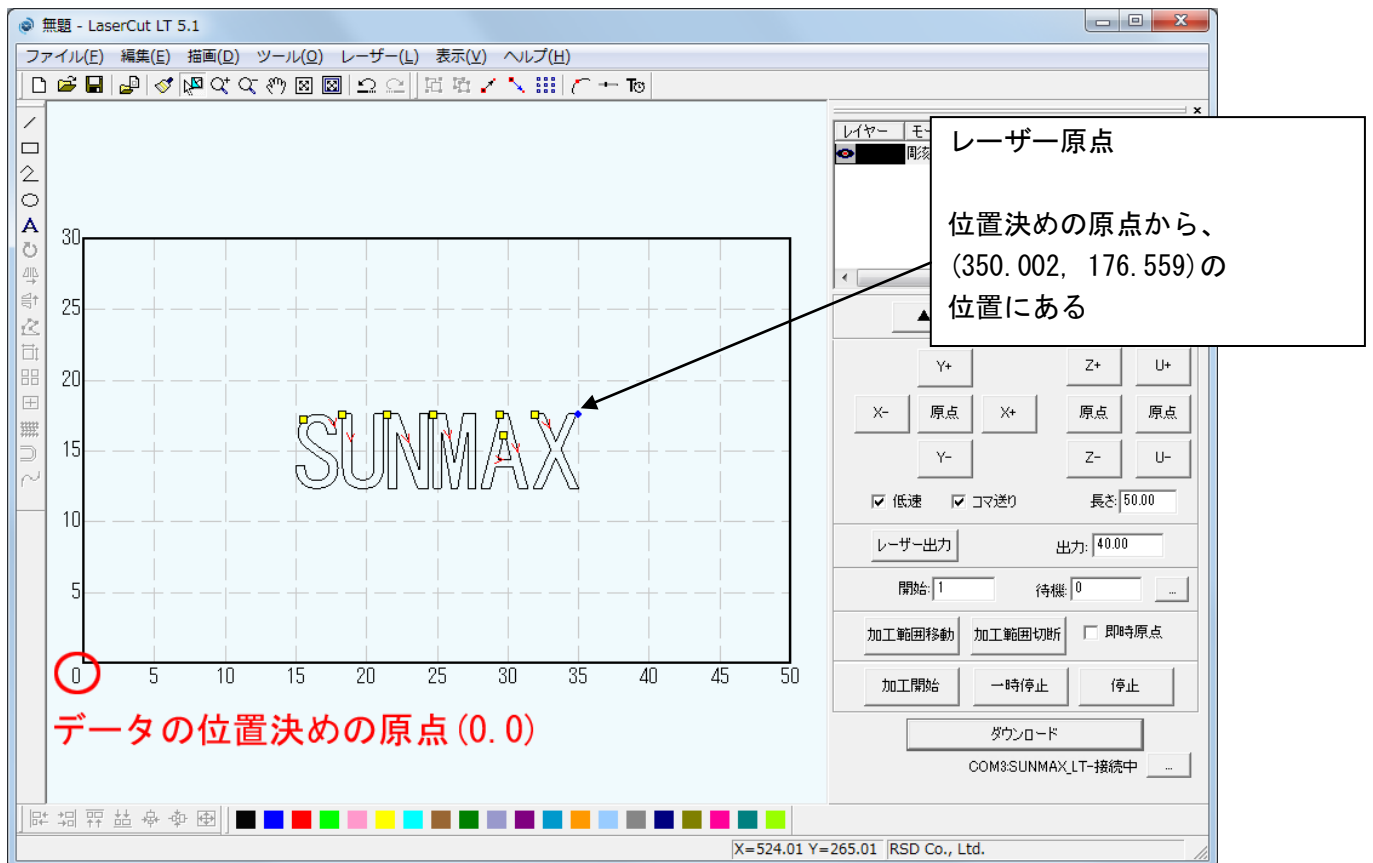 無題 - LaserCut LT 5.1
ファイル(F) 編集(E) 描画(D) ツール(O) レーザー(L) 表示(V) ヘルプ(H)
レイヤー
レーザー原点
位置決めの原点から、
(350.002, 176.559)の
位置にある
30
25
20
15
10
5
0 5 10 15 20 25 30 35 40 45 50
SUNMAX
データの位置決めの原点(0.0)
Y+ Z+ U+
X- 原点 X+ 原点 原点
Y- Z- U-
低速 コマ送り 長さ: 50.00
レーザー出力 出力: 40.00
開始: 1 待機: 0 ...
加工範囲移動 加工範囲切断 即時原点
加工開始 一時停止 停止
ダウンロード
COM3:SUNMAX_LT-接続中 ...
X=524.01 Y=265.01 RSD Co., Ltd.